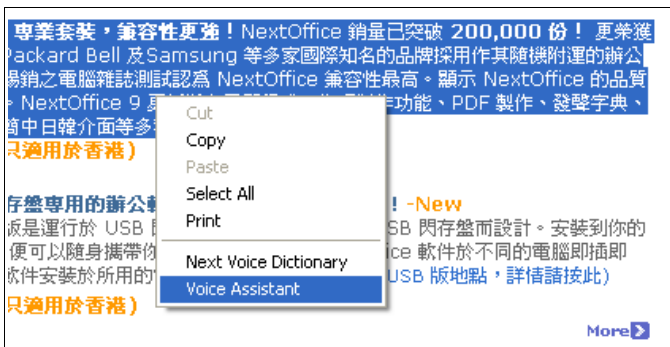 專業套裝，兼容性更強！NextOffice 銷量已突破 200,000 份！ 更榮獲
Packard Bell 及Samsung 等多家國際知名的品牌採用作其隨機附運的辦公
暢銷之電腦雜誌測試認為 NextOffice 兼容性最高。顯示 NextOffice 的品質
。NextOffice 9
作功能、PDF 製作、發聲字典、
簡中日韓介面等多
只適用於香港）
Cut
Copy
Paste
Select All
Print
Next Voice Dictionary
Voice Assistant
存盤專用的辦公
！-New
版是運行於 USB
SB 閃存盤而設計。安裝到你的
便可以隨身攜帶你
ice 軟件於不同的電腦即插即
軟件安裝於所用的
USB 版地點，詳情請按此)
只適用於香港）
More